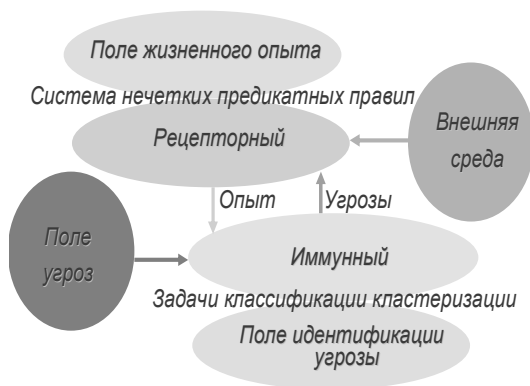 Поле жизненного опыта
Система нечетких предикатных правил
Рецепторный
Внешняя
среда
Опыт
Угрозы
Поле
угроз
Иммунный
Задачи классификации кластеризации
Поле идентификации
угрозы